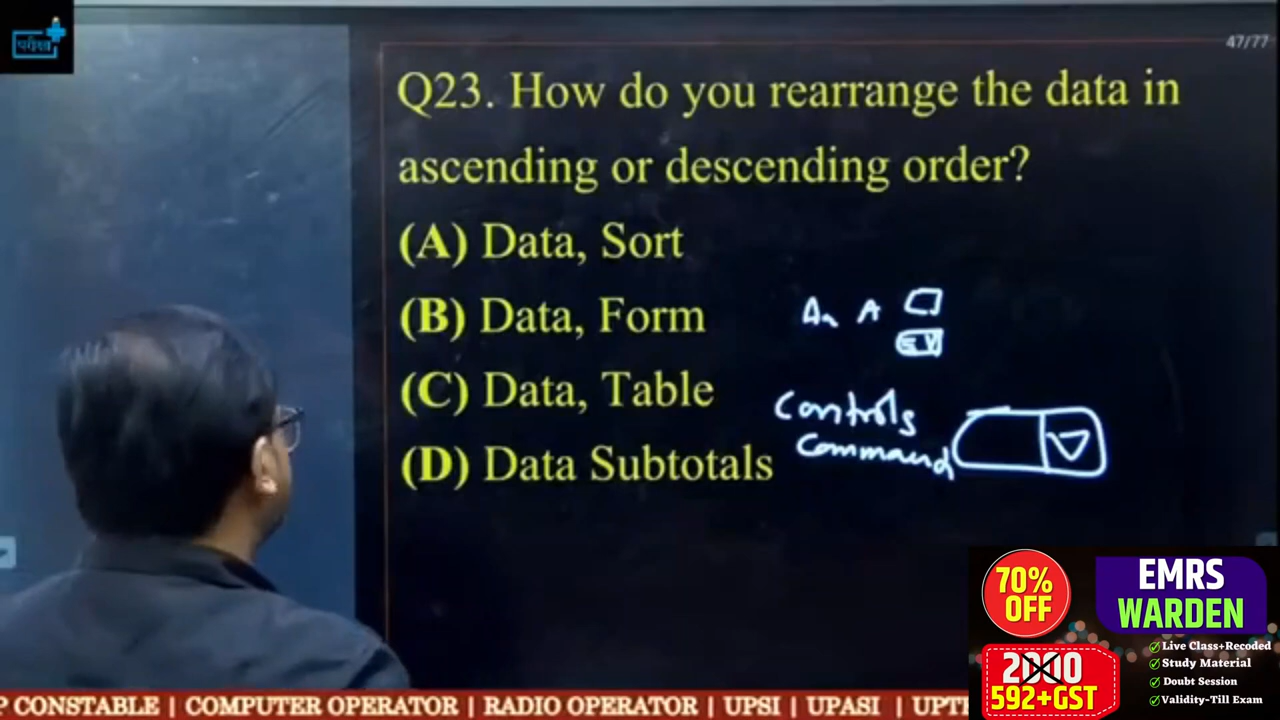 परीक्षा
47/77
Q23. How do you rearrange the data in
ascending or descending order?
(A) Data, Sort
(B) Data, Form
(C) Data, Table
(D) Data Subtotals
A
Controls
Command
70%
OFF
EMRS
WARDEN
2000
592+GST
Live Class+Recoded
Study Material
Doubt Session
Validity-Till Exam
P CONSTABLE | COMPUTER OPERATOR | RADIO OPERATOR | UPSI | UPASI | UPT